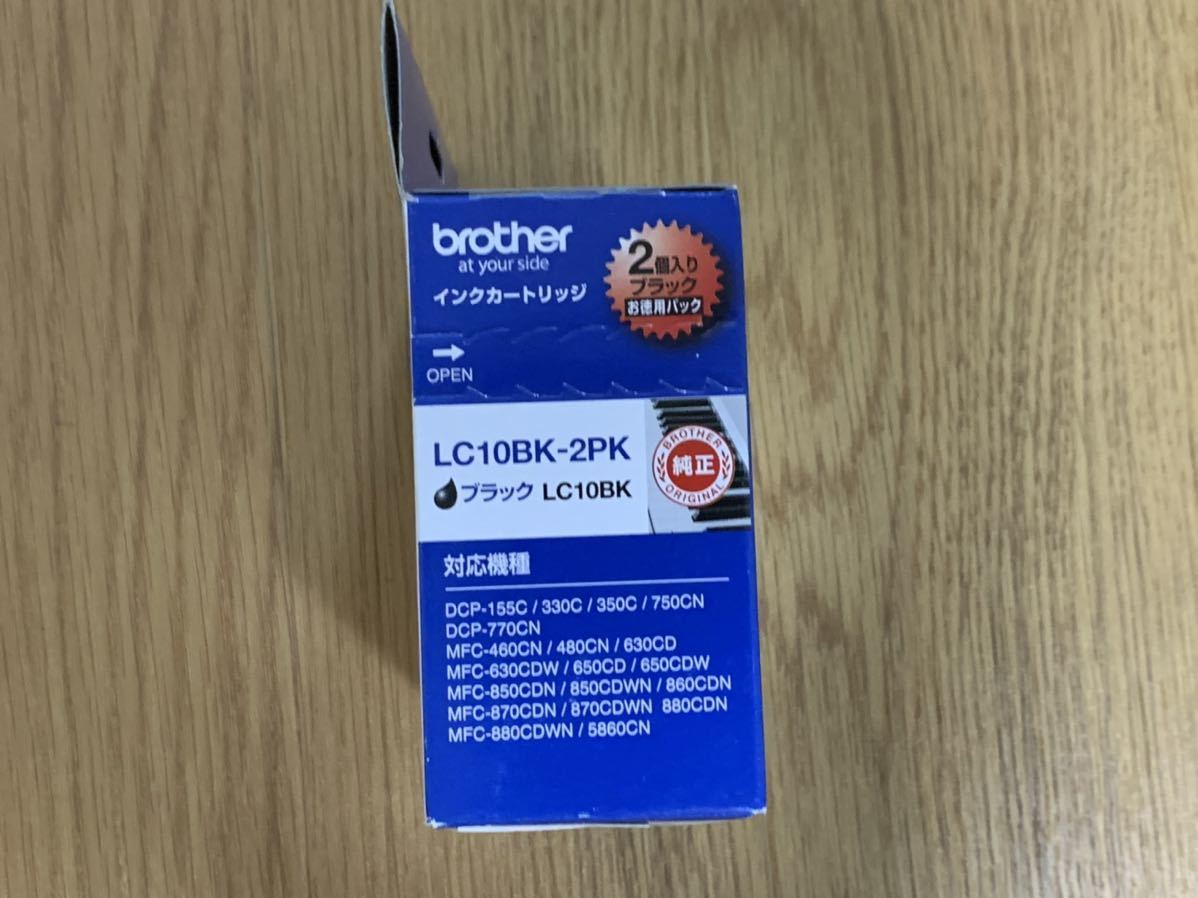 brother
at your side
インクカートリッジ
2個入り
ブラック
お徳用パック
OPEN
LC10BK-2PK
ブラック LC10BK
BROTHER
純正
ORIGINAL
対応機種
DCP-155C / 330C / 350C / 750CN
DCP-770CN
MFC-460CN / 480CN / 630CD
MFC-630CDW / 650CD / 650CDW
MFC-850CDN / 850CDWN / 860CDN
MFC-870CDN / 870CDWN 880CDN
MFC-880CDWN / 5860CN